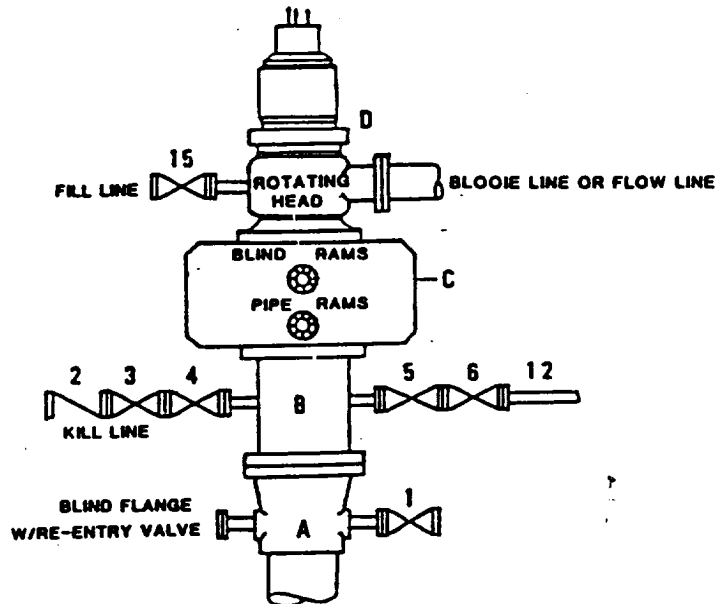 D
15
FILL LINE
ROTATING
HEAD
BLOOIE LINE OR FLOW LINE
BLIND RAMS
C
PIPE RAMS
2 3 4
5 6 12
B
KILL LINE
BLIND FLANGE
W/RE-ENTRY VALVE
1
A